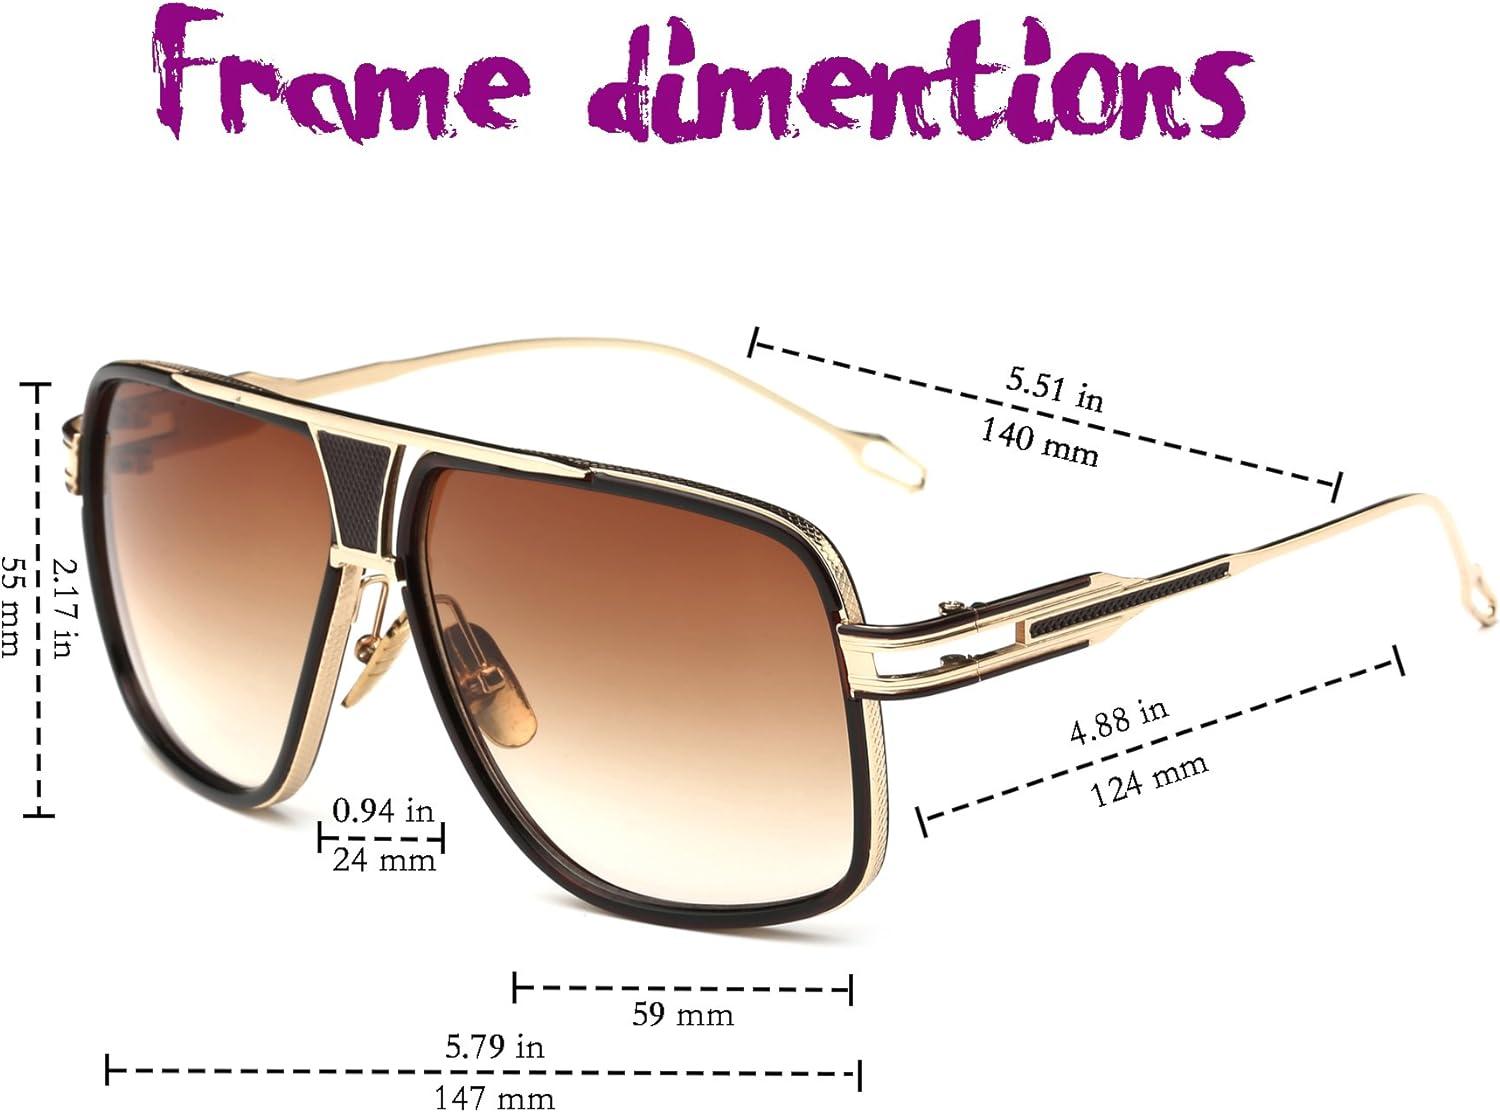 Frame dimentions
5.51 in
140 mm
2.17 in
55 mm
4.88 in
124 mm
0.94 in
24 mm
59 mm
5.79 in
147 mm